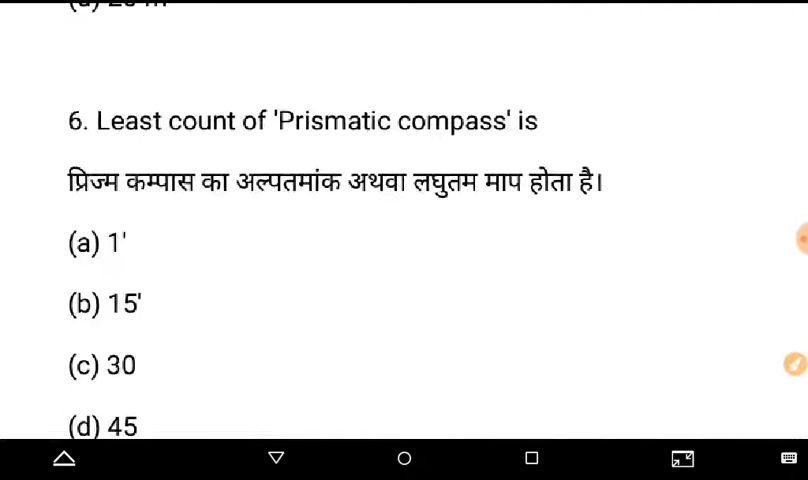 6. Least count of 'Prismatic compass' is
प्रिज्म कम्पास का अल्पतमांक अथवा लघुतम माप होता है।
(a) 1'
(b) 15'
(c) 30
(d) 45